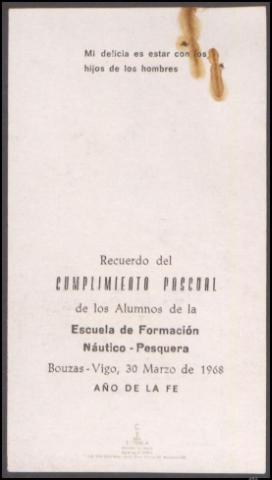 Mi delicia es estar con los
hijos de los hombres
Recuerdo del
CUMPLIMIENTO PASCUAL
de los Alumnos de la
Escuela de Formación
Náutico - Pesquera
Bouzas - Vigo, 30 Marzo de 1968
AÑO DE LA FE